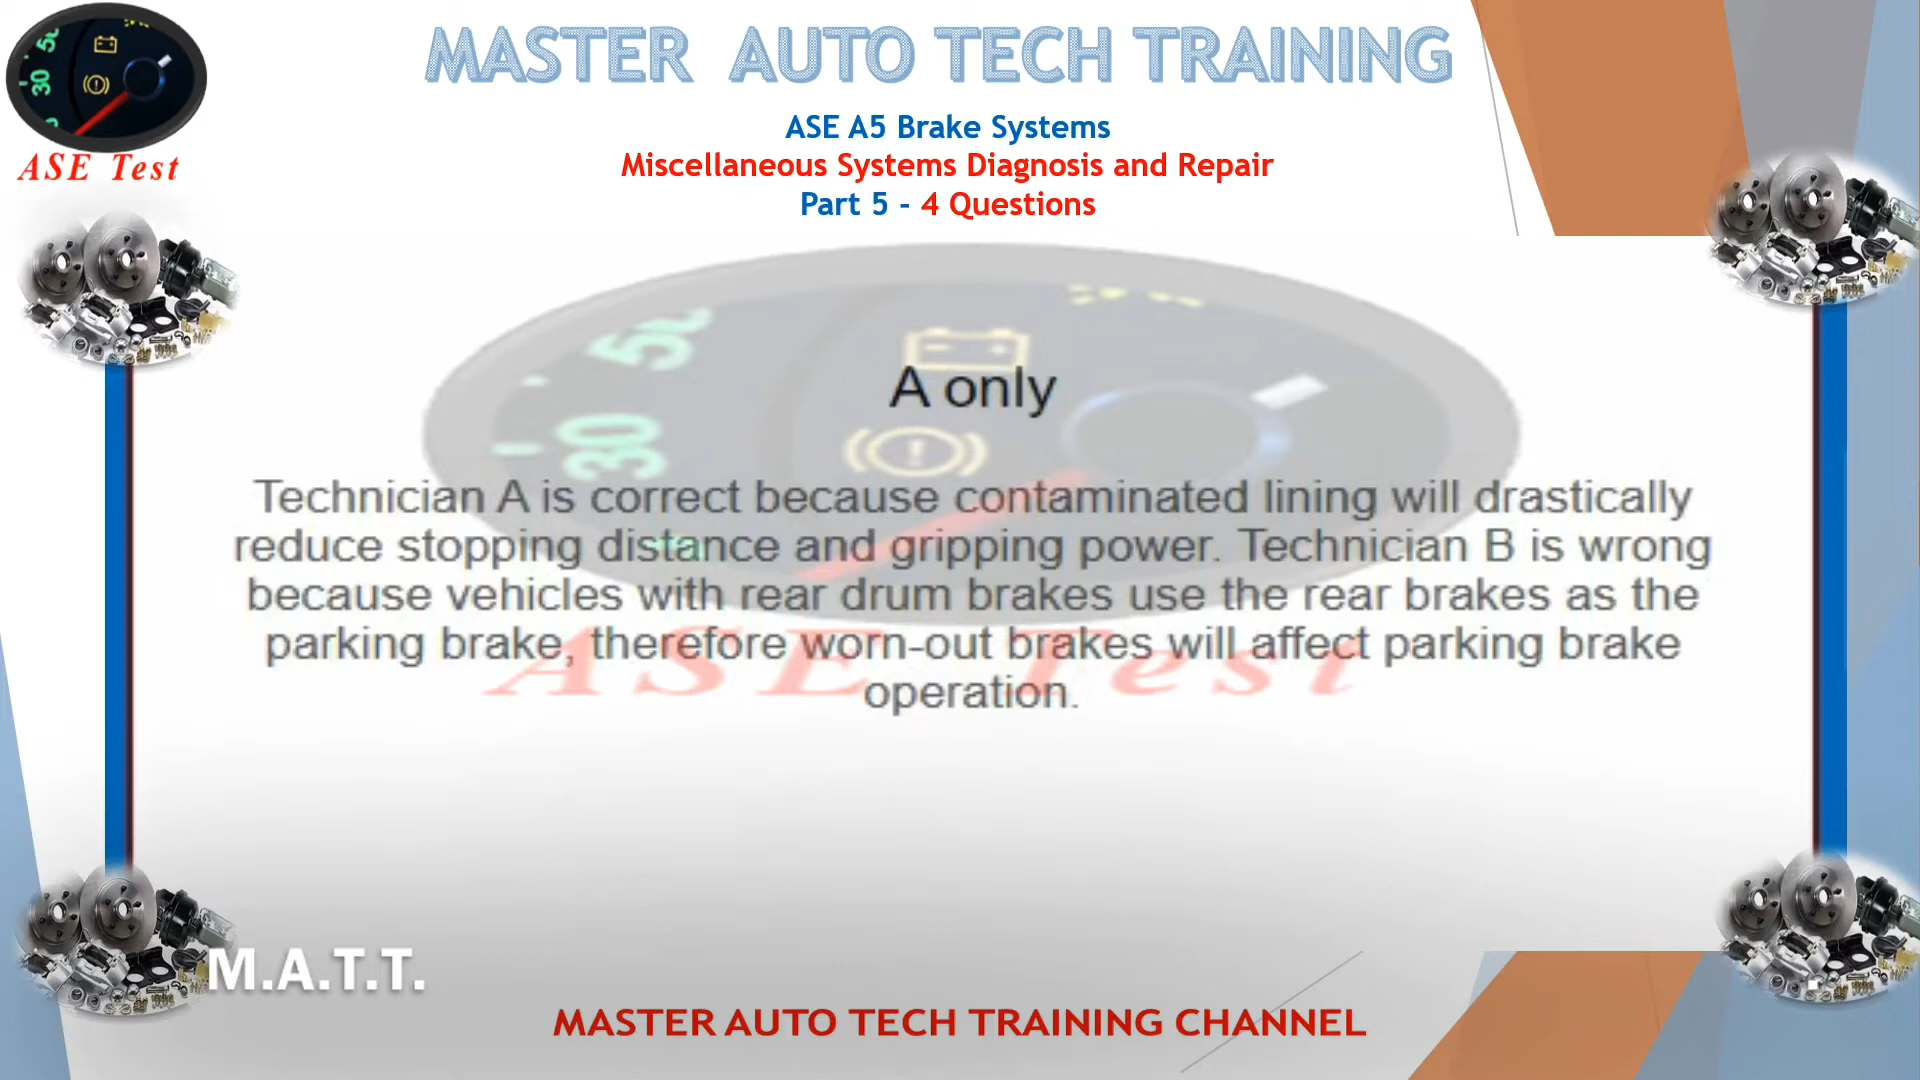 MASTER AUTO TECH TRAINING
ASE A5 Brake Systems
Miscellaneous Systems Diagnosis and Repair
Part 5 - 4 Questions
30
ASE Test
50
30
A only
Technician A is correct because contaminated lining will drastically
reduce stopping distance and gripping power. Technician B is wrong
because vehicles with rear drum brakes use the rear brakes as the
parking brake, therefore worn-out brakes will affect parking brake
operation.
ASE Test
M.A.T.T.
MASTER AUTO TECH TRAINING CHANNEL